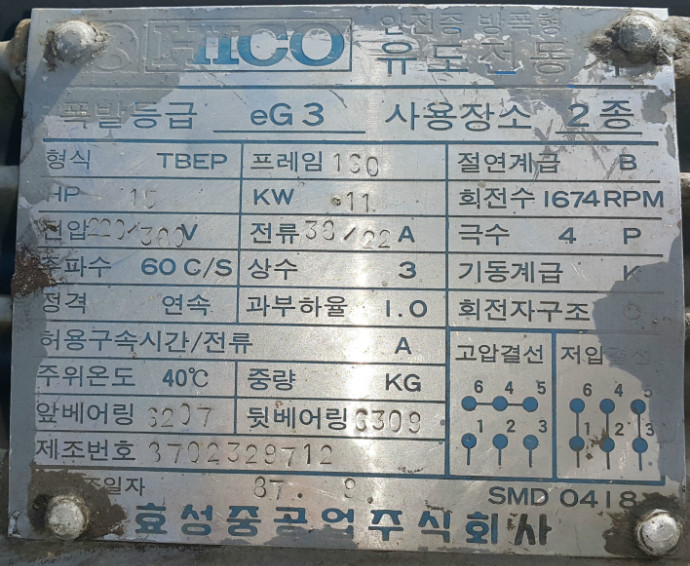 HICO 안전증 방폭형
유도전동기
폭발등급 eG3 사용장소 2종
형식 TBEP 프레임 160 절연계급 B
HP 15 KW 11 회전수 1674RPM
전압 220/380 V 전류 38/22 A 극수 4 P
주파수 60 C/S 상수 3 기동계급 K
정격 연속 과부하율 1.0 회전자구조
허용구속시간/전류 A 고압결선 저압결선
주위온도 40℃ 중량 KG
6 4 5 6 4 5
앞베어링 뒷베어링 6309
1 2 3 1 2 3
제조번호 8702329712
제조일자 87. 9. SMD 0418
효성중공업주식회사